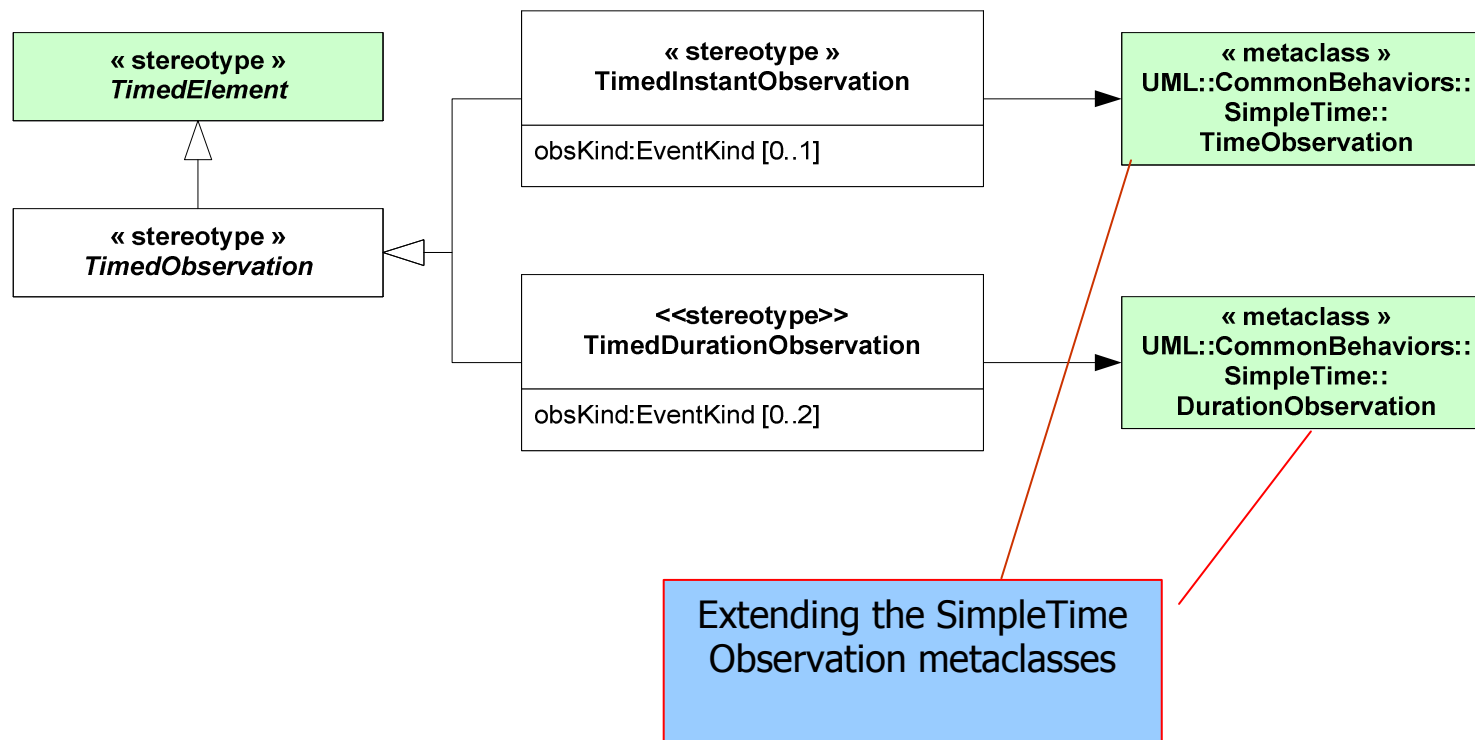 « stereotype »
TimedElement
« stereotype »
TimedObservation
« stereotype »
TimedInstantObservation
obsKind:EventKind [0..1]
<<stereotype>>
TimedDurationObservation
obsKind:EventKind [0..2]
« metaclass »
UML::CommonBehaviors::
SimpleTime::
TimeObservation
« metaclass »
UML::CommonBehaviors::
SimpleTime::
DurationObservation
Extending the SimpleTime
Observation metaclasses